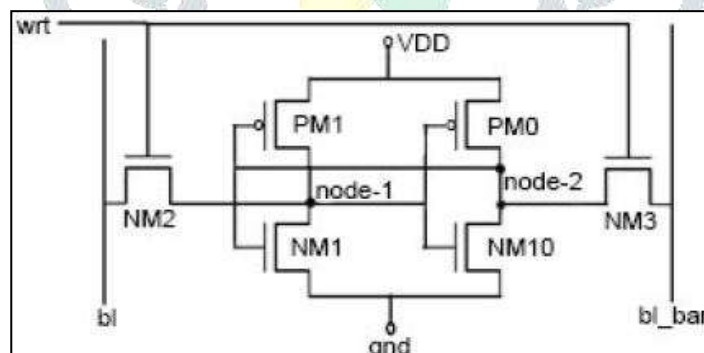 wrt
VDD
PM1
PM0
node-1
node-2
NM2
NM3
NM1
NM10
bl
bl_bar
gnd